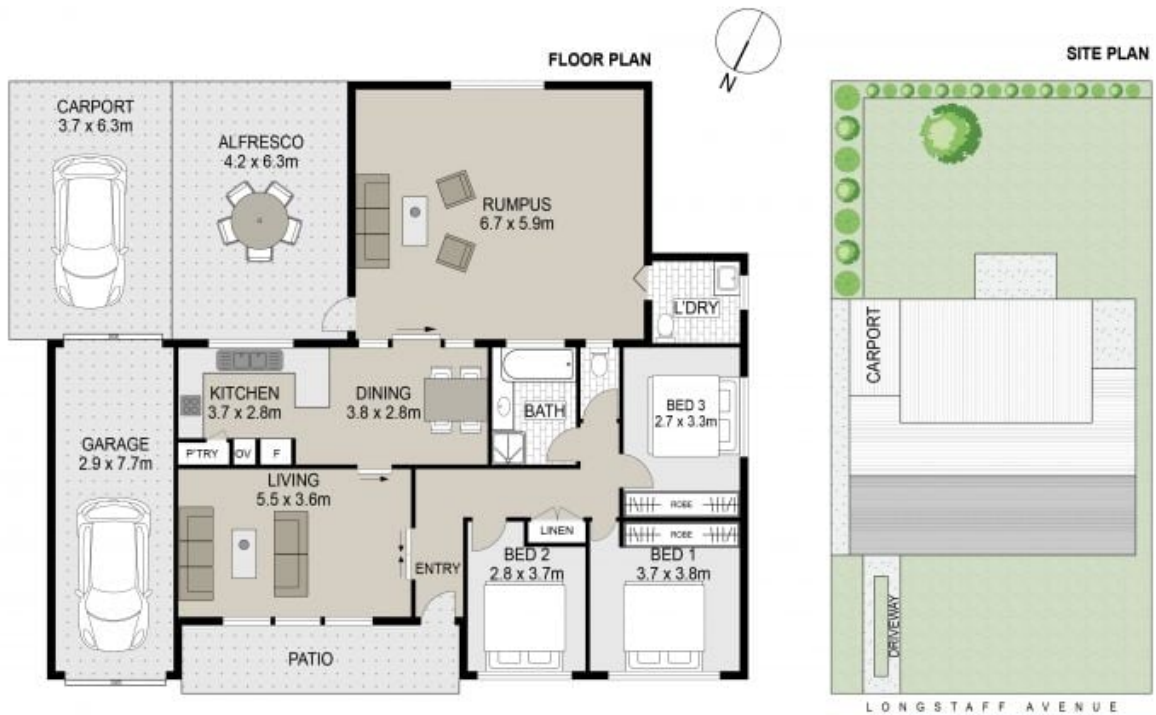 FLOOR PLAN
N
SITE PLAN
CARPORT
3.7 x 6.3m
ALFRESCO
4.2 x 6.3m
RUMPUS
6.7 x 5.9m
L'DRY
KITCHEN
3.7 x 2.8m
DINING
3.8 x 2.8m
BATH
BED 3
2.7 x 3.3m
GARAGE
2.9 x 7.7m
P'TRY
OV
F
LIVING
5.5 x 3.6m
ROBE
LINEN
ROBE
ENTRY
BED 2
2.8 x 3.7m
BED 1
3.7 x 3.8m
PATIO
CARPORT
DRIVEWAY
LONGSTAFF AVENUE